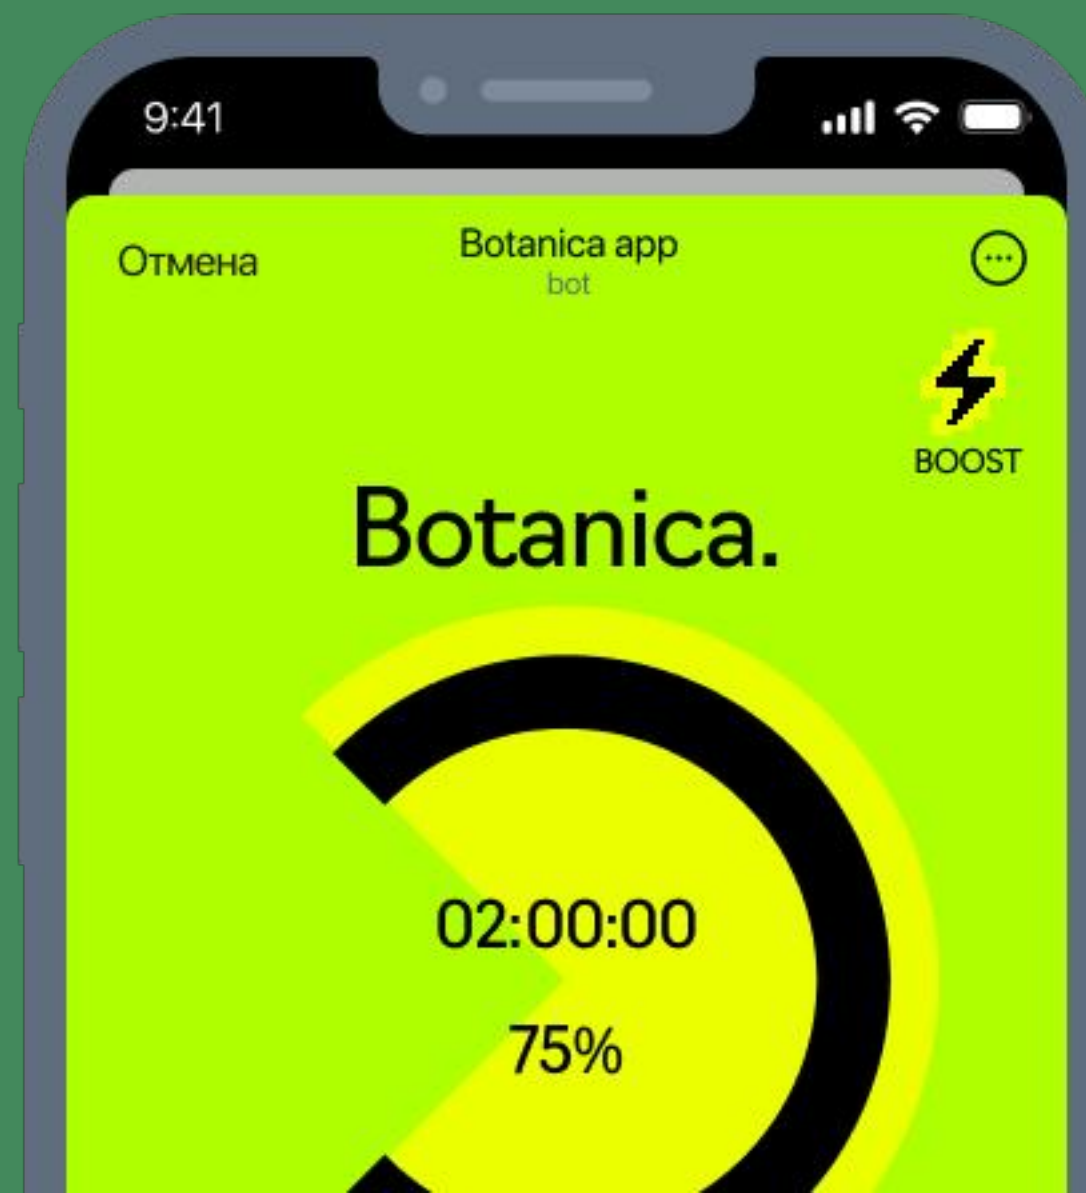 9:41
Отмена
Botanica app
bot
BOOST
Botanica.
02:00:00
75%